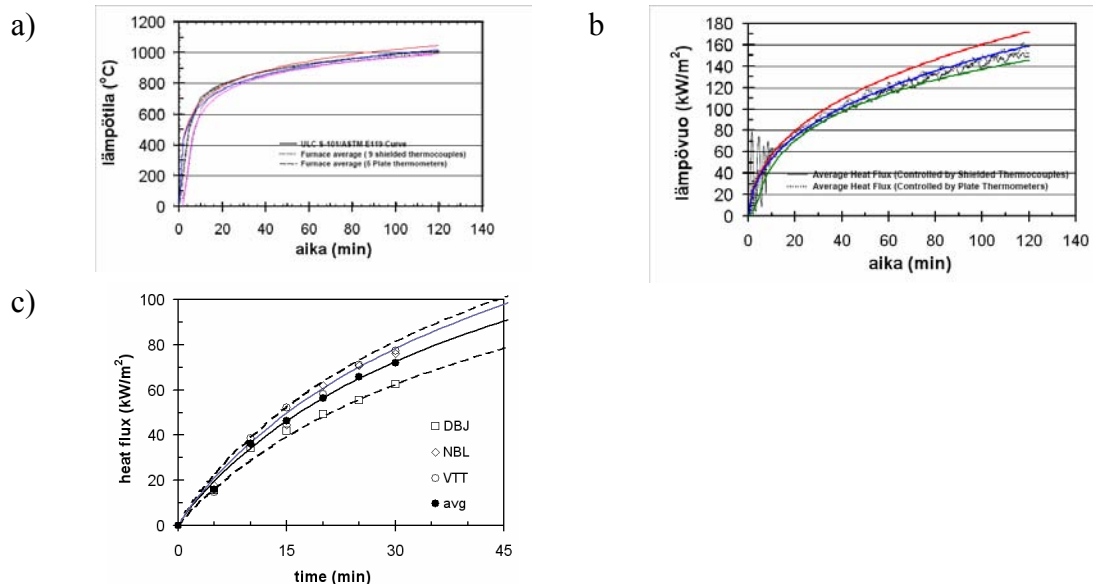 a)
1200
1000
800
600
400
200
0
lämpötila (°C)
ULC S-101/ASTM E119 Curve
Furnace average ( 9 shielded thermocouples)
Furnace average (5 Plate thermometers)
0 20 40 60 80 100 120 140
aika (min)
b)
180
160
140
120
100
80
60
40
20
0
lämpövuo (kW/m²)
Average Heat Flux (Controlled by Shielded Thermocouples)
Average Heat Flux (Controlled by Plate Thermometers)
0 20 40 60 80 100 120 140
aika (min)
c)
100
80
60
40
20
0
heat flux (kW/m²)
DBJ
NBL
VTT
avg
0 15 30 45
time (min)